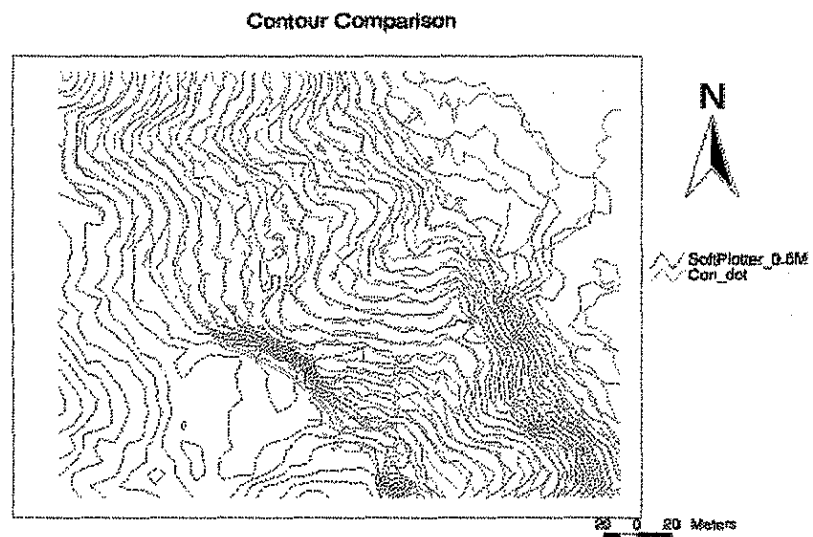 Contour Comparison
N
SoftPlotter_0.6M
Con_dot
20 0 20 Meters